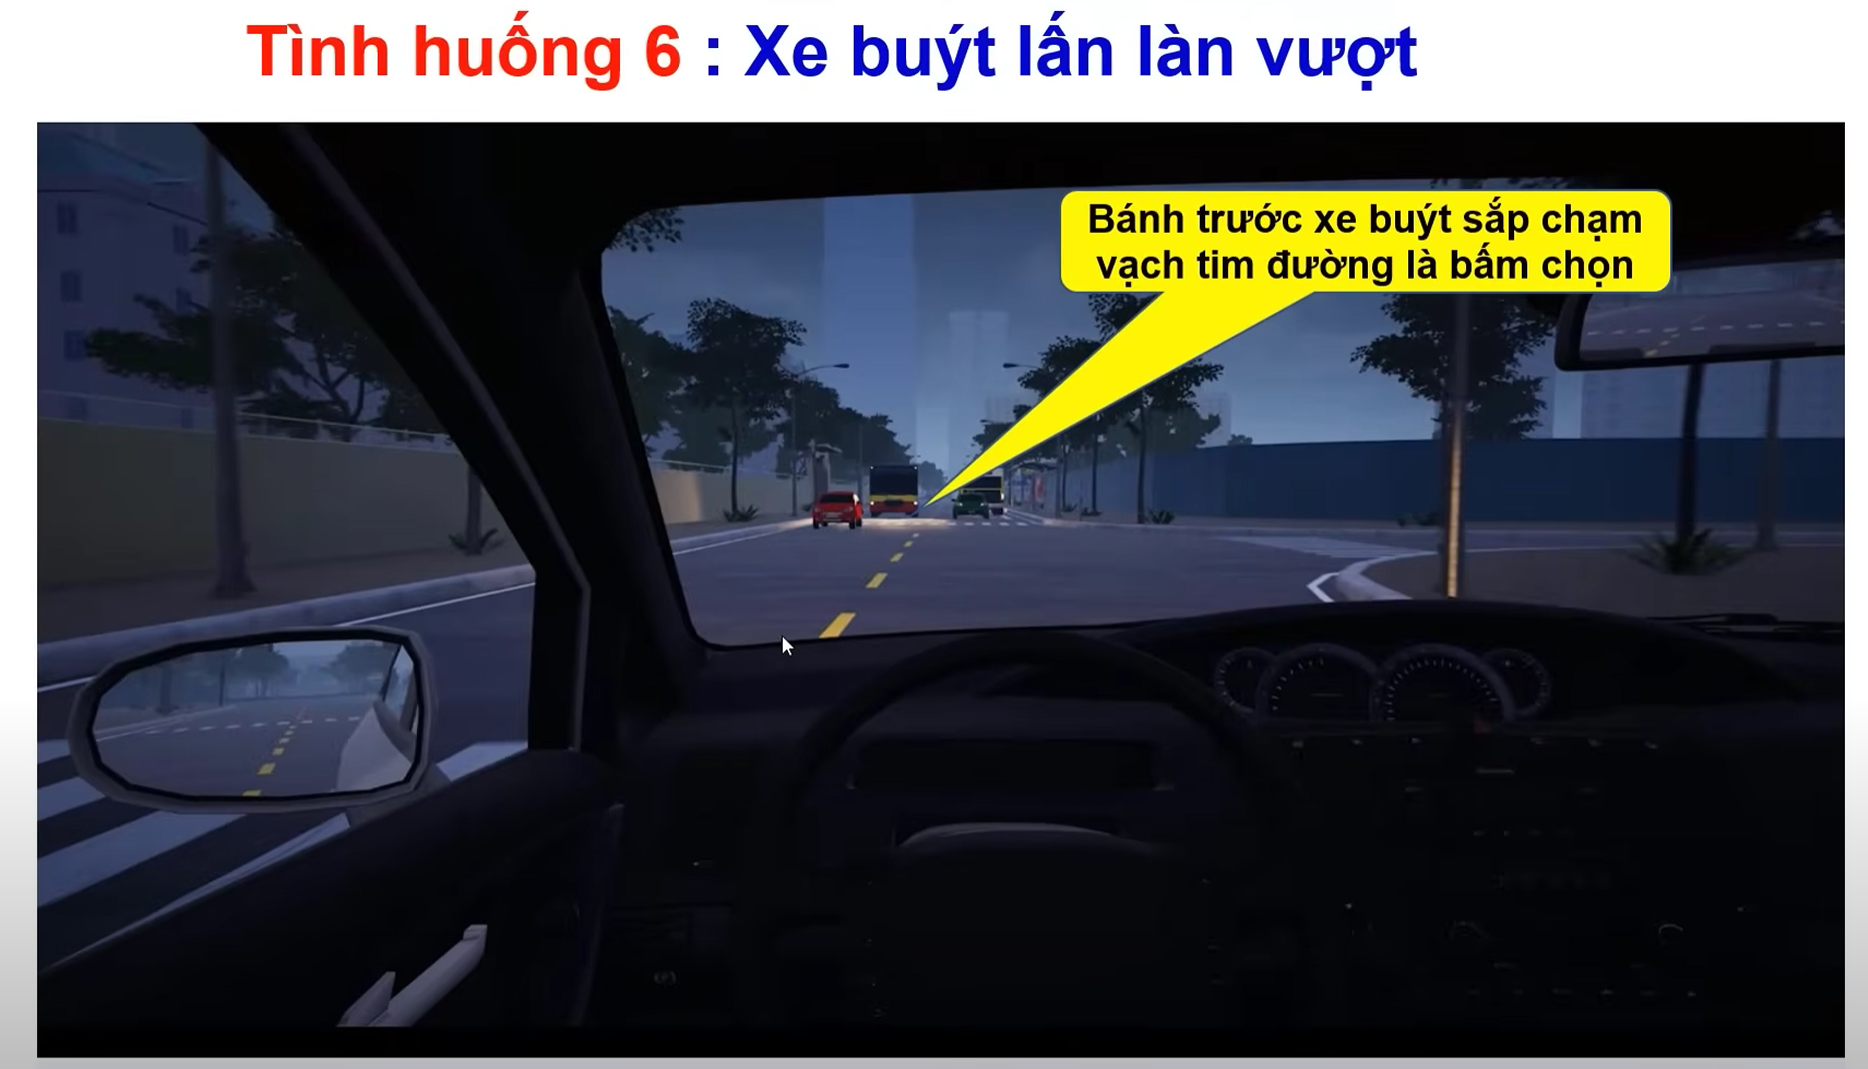 Tình huống 6 : Xe buýt lấn làn vượt
Bánh trước xe buýt sắp chạm
vạch tim đường là bấm chọn